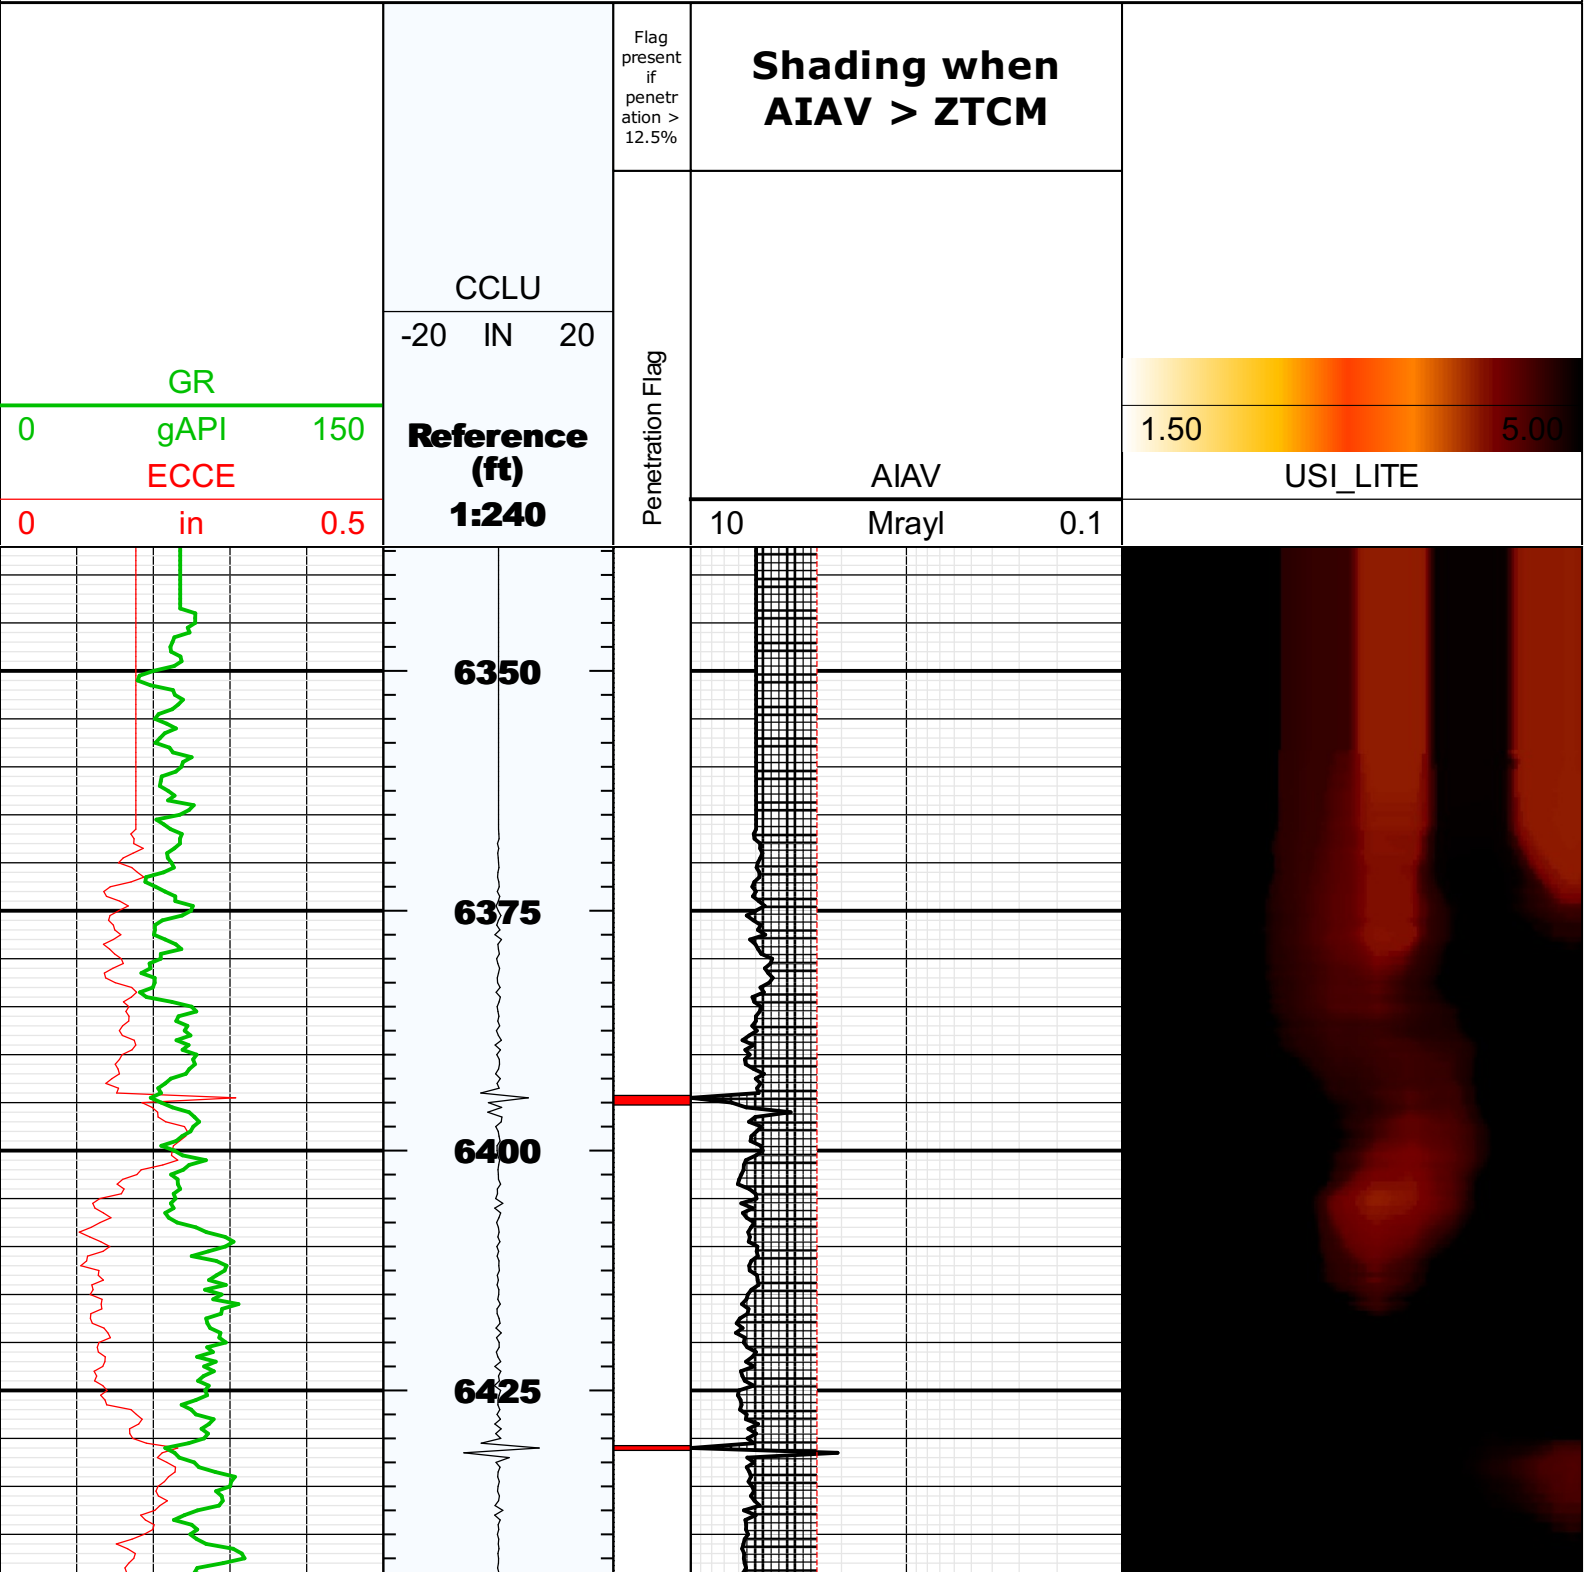 Flag
present
if
penetr
ation >
12.5%
Shading when
AIAV > ZTCM
CCLU
-20 IN 20
GR
0 gAPI 150
ECCE
0 in 0.5
Reference
(ft)
1:240
Penetration Flag
AIAV
10 Mrayl 0.1
1.50 5.00
USI_LITE
6350
6375
6400
6425